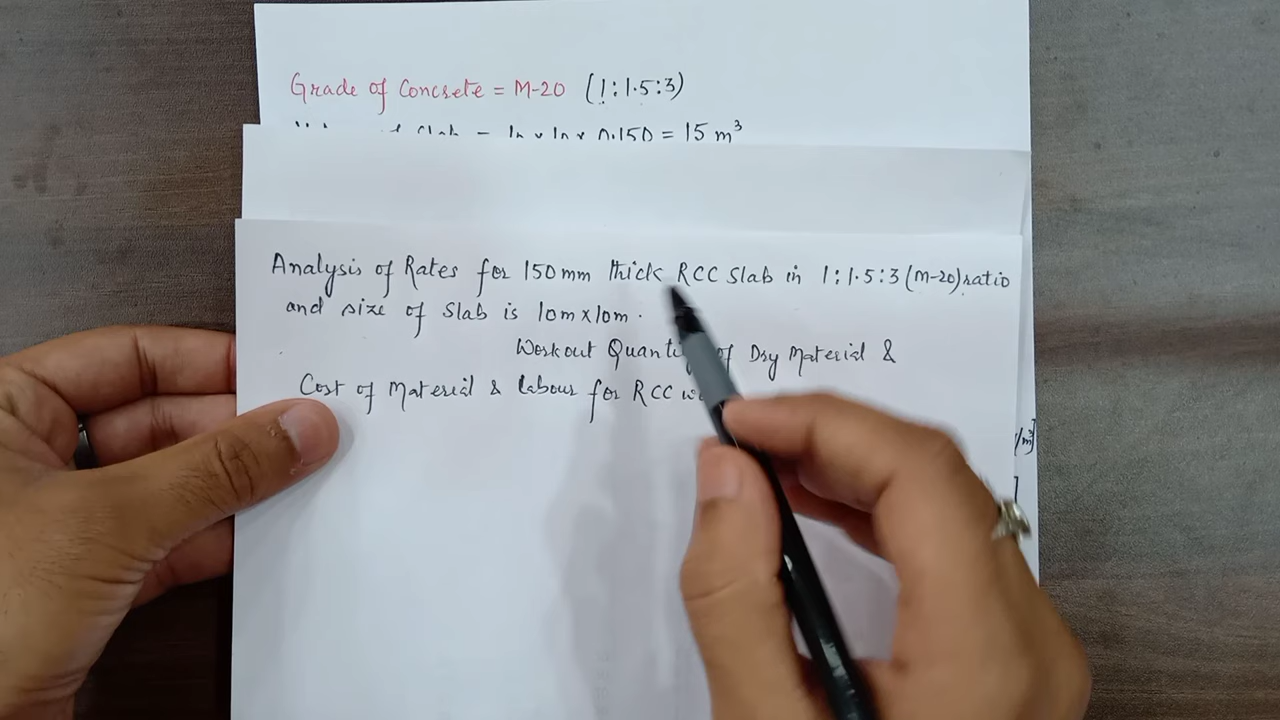 Grade of Concrete = M-20 (1:1.5:3)
= 15 m³
Analysis of Rates for 150mm thick RCC Slab in 1:1.5:3 (M-20) ratio
and size of Slab is 10m x 10m.
Workout of Dry Material &
Cost of Material & labour for RCC
/m³]
]